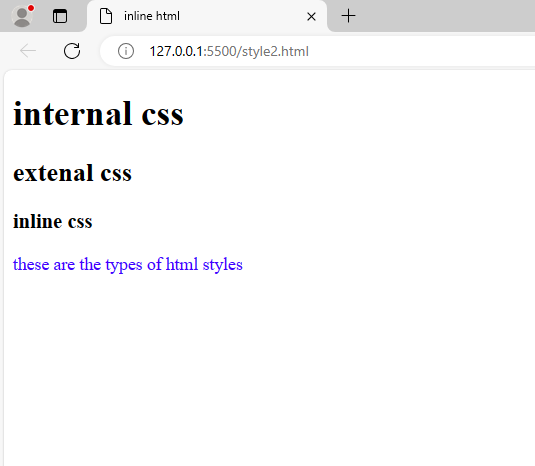 inline html
127.0.0.1:5500/style2.html
internal css
extenal css
inline css
these are the types of html styles